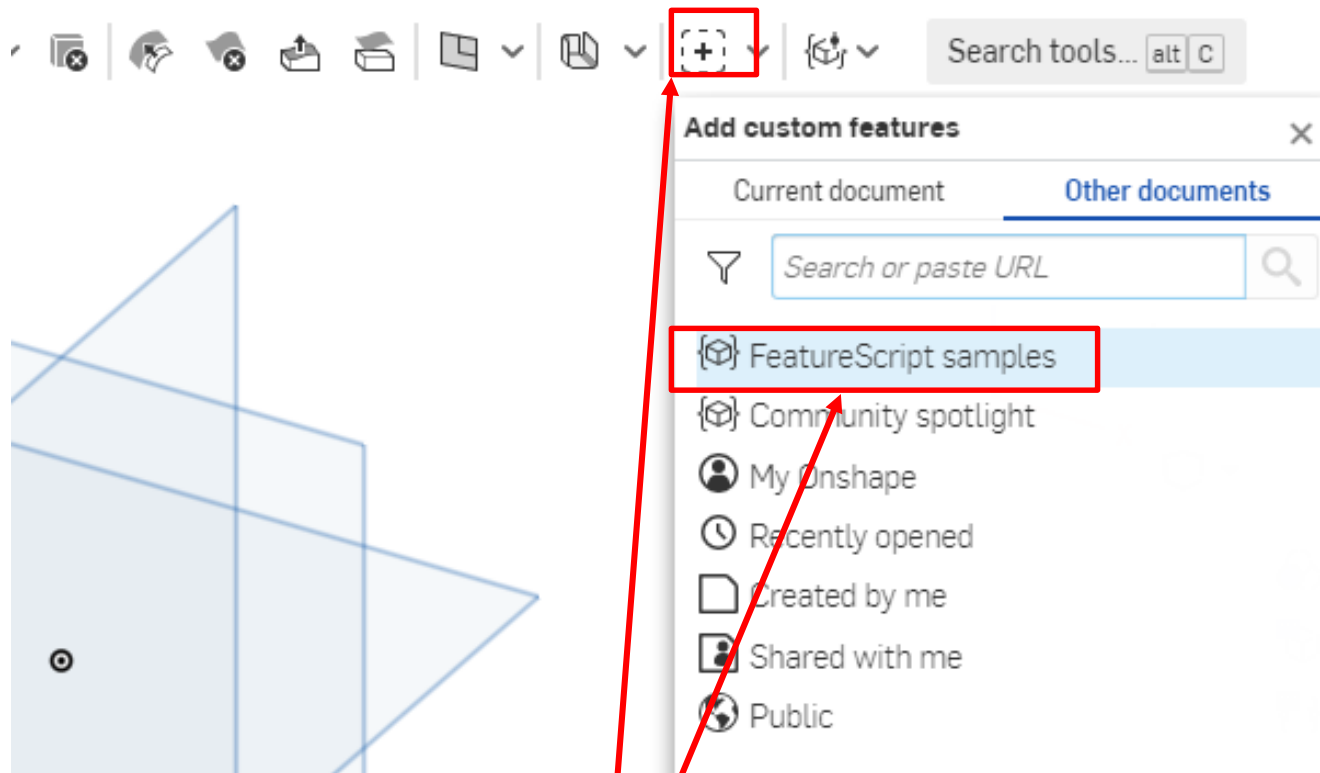 Search tools... alt C
Add custom features
Current document Other documents
Search or paste URL
FeatureScript samples
Community spotlight
My Onshape
Recently opened
Created by me
Shared with me
Public